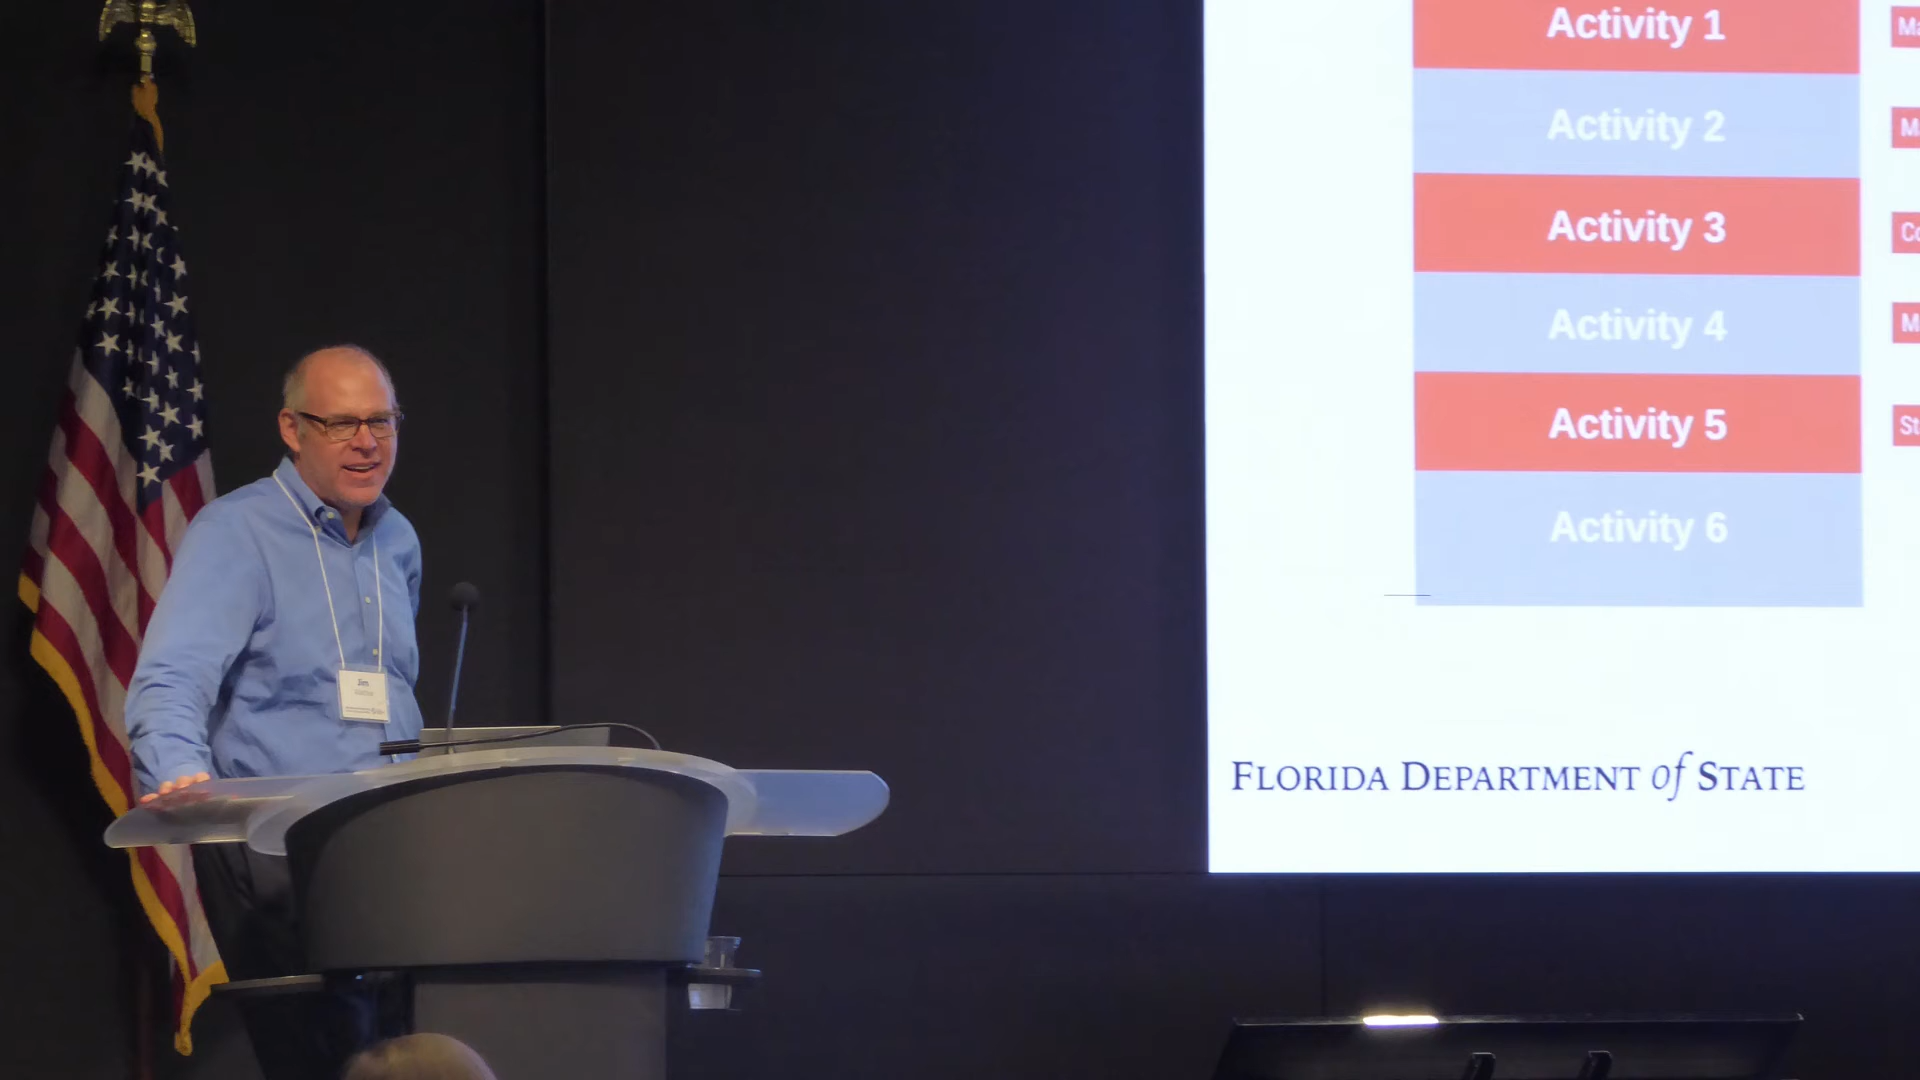 Activity 1
Activity 2
Activity 3
Activity 4
Activity 5
Activity 6
FLORIDA DEPARTMENT of STATE
Jim